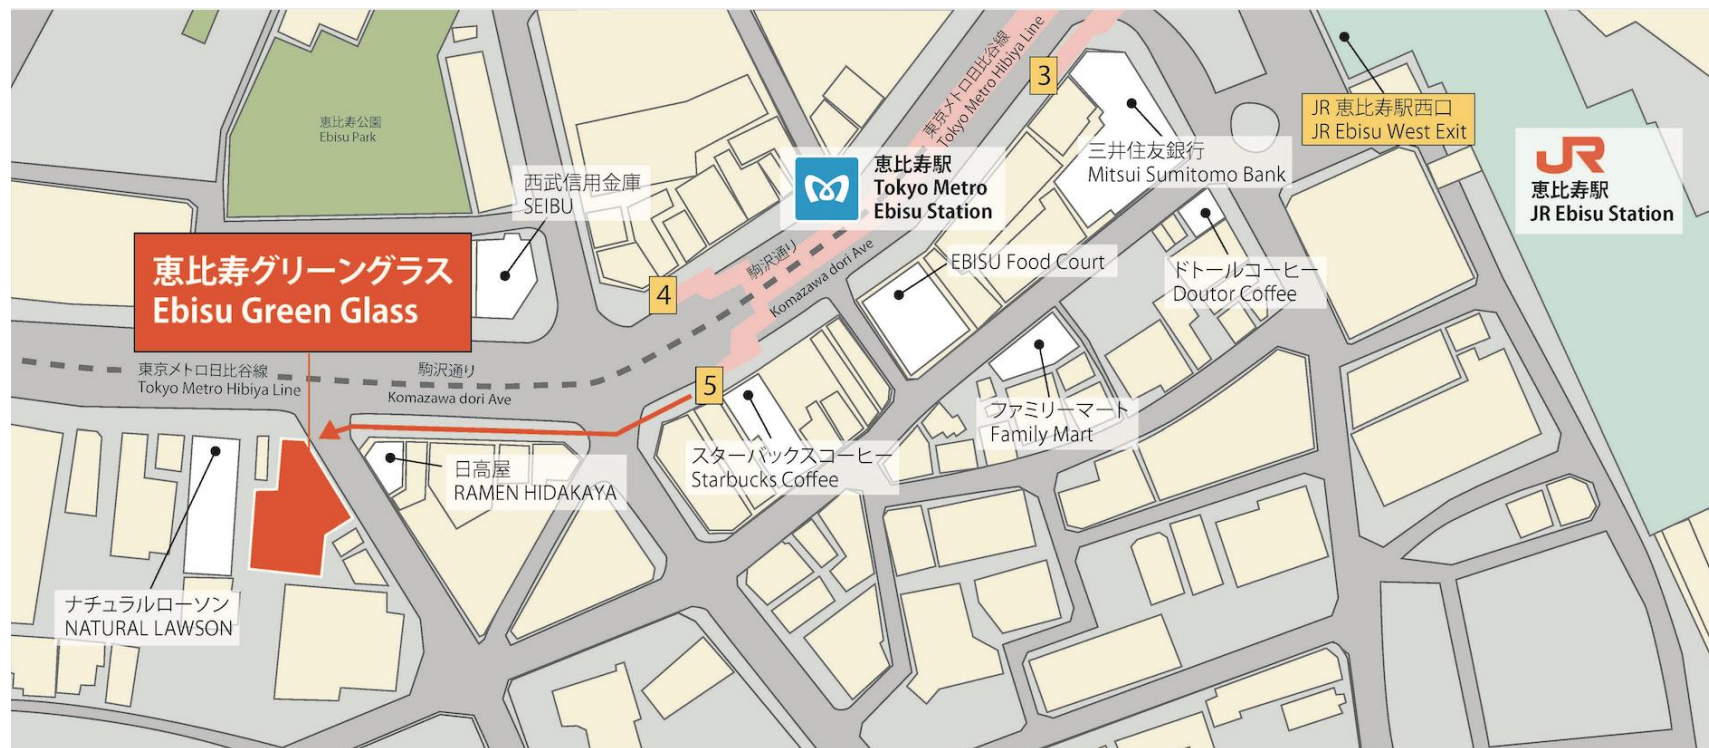 恵比寿公園
Ebisu Park
西武信用金庫
SEIBU
恵比寿グリーングラス
Ebisu Green Glass
東京メトロ日比谷線
Tokyo Metro Hibiya Line
駒沢通り
Komazawa dori Ave
東京メトロ日比谷線
Tokyo Metro Hibiya Line
3
恵比寿駅
Tokyo Metro
Ebisu Station
駒沢通り
Komazawa dori Ave
4
5
三井住友銀行
Mitsui Sumitomo Bank
JR 恵比寿駅西口
JR Ebisu West Exit
JR
恵比寿駅
JR Ebisu Station
EBISU Food Court
ドトールコーヒー
Doutor Coffee
ファミリーマート
Family Mart
スターバックスコーヒー
Starbucks Coffee
日高屋
RAMEN HIDAKAYA
ナチュラルローソン
NATURAL LAWSON